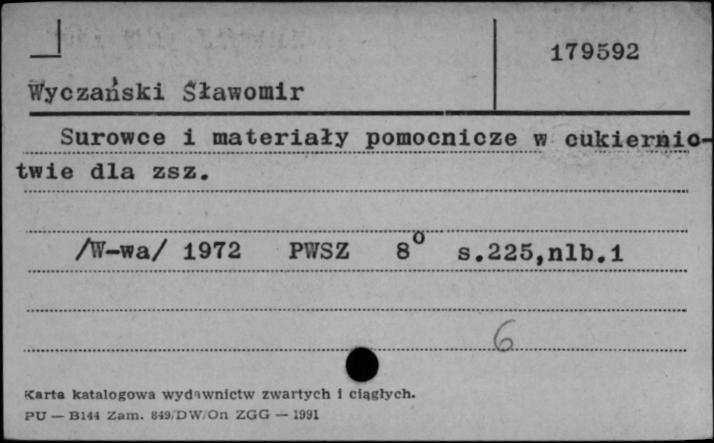 179592
Wyczański Sławomir
Surowce i materiały pomocnicze w cukiernic-
twie dla zsz.
/W-wa/ 1972 PWSZ 8° s.225,nlb.1
6
Karta katalogowa wydawnictw zwartych i ciągłych.
PU — B144 Zam. 849/DW/On ZGG — 1991